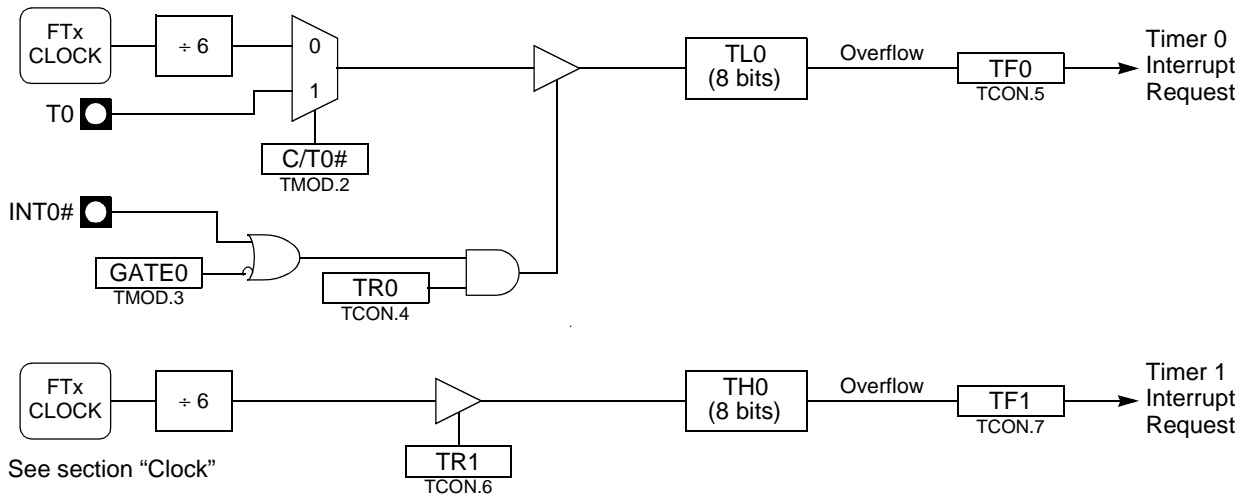 FTx
CLOCK
÷ 6
0
1
T0
C/T0#
TMOD.2
TL0
(8 bits)
Overflow
TF0
TCON.5
Timer 0
Interrupt
Request
INT0#
GATE0
TMOD.3
TR0
TCON.4
FTx
CLOCK
÷ 6
TR1
TCON.6
TH0
(8 bits)
Overflow
TF1
TCON.7
Timer 1
Interrupt
Request
See section “Clock”